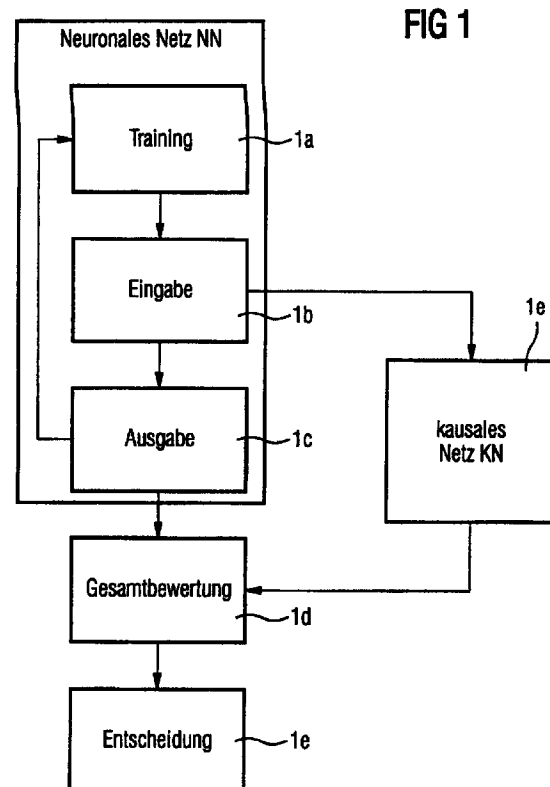 FIG 1
Neuronales Netz NN
Training
1a
Eingabe
1b
1e
Ausgabe
1c
kausales
Netz KN
Gesamtbewertung
1d
Entscheidung
1e